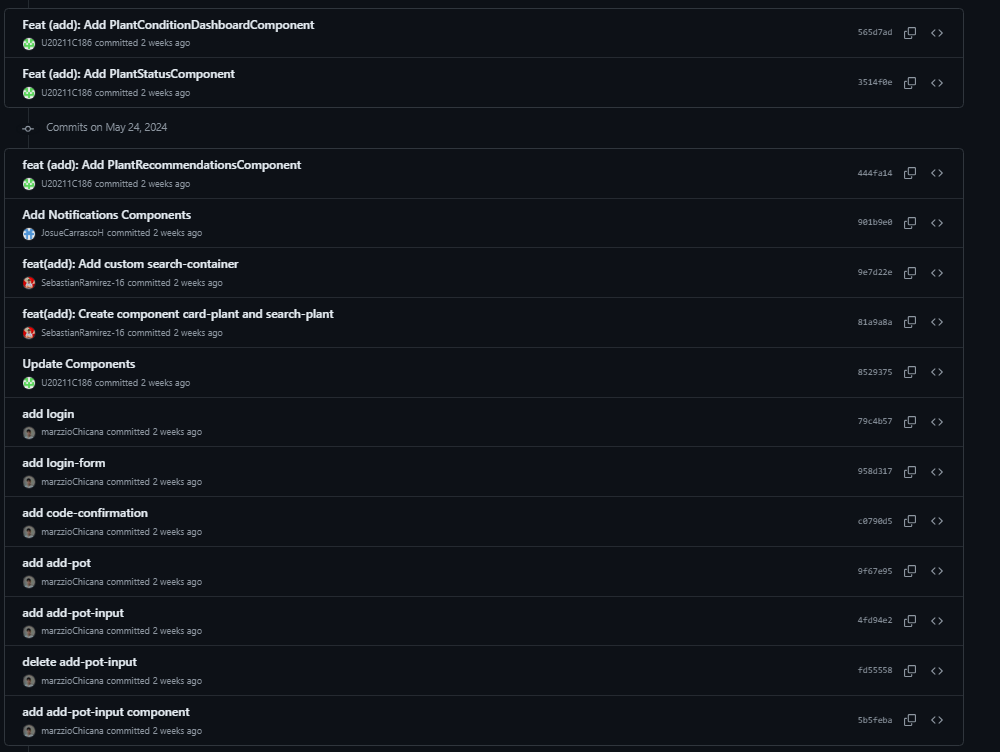 Feat (add): Add PlantConditionDashboardComponent
U20211C186 committed 2 weeks ago
565d7ad
Feat (add): Add PlantStatusComponent
U20211C186 committed 2 weeks ago
3514f0e
Commits on May 24, 2024
feat (add): Add PlantRecommendationsComponent
U20211C186 committed 2 weeks ago
444fa14
Add Notifications Components
JosueCarrascoH committed 2 weeks ago
901b9e0
feat(add): Add custom search-container
SebastianRamirez-16 committed 2 weeks ago
9e7d22e
feat(add): Create component card-plant and search-plant
SebastianRamirez-16 committed 2 weeks ago
81a9a8a
Update Components
U20211C186 committed 2 weeks ago
8529375
add login
marzzioChicana committed 2 weeks ago
79c4b57
add login-form
marzzioChicana committed 2 weeks ago
958d317
add code-confirmation
marzzioChicana committed 2 weeks ago
c0790d5
add add-pot
marzzioChicana committed 2 weeks ago
9f67e95
add add-pot-input
marzzioChicana committed 2 weeks ago
4fd94e2
delete add-pot-input
marzzioChicana committed 2 weeks ago
fd55558
add add-pot-input component
marzzioChicana committed 2 weeks ago
5b5feba